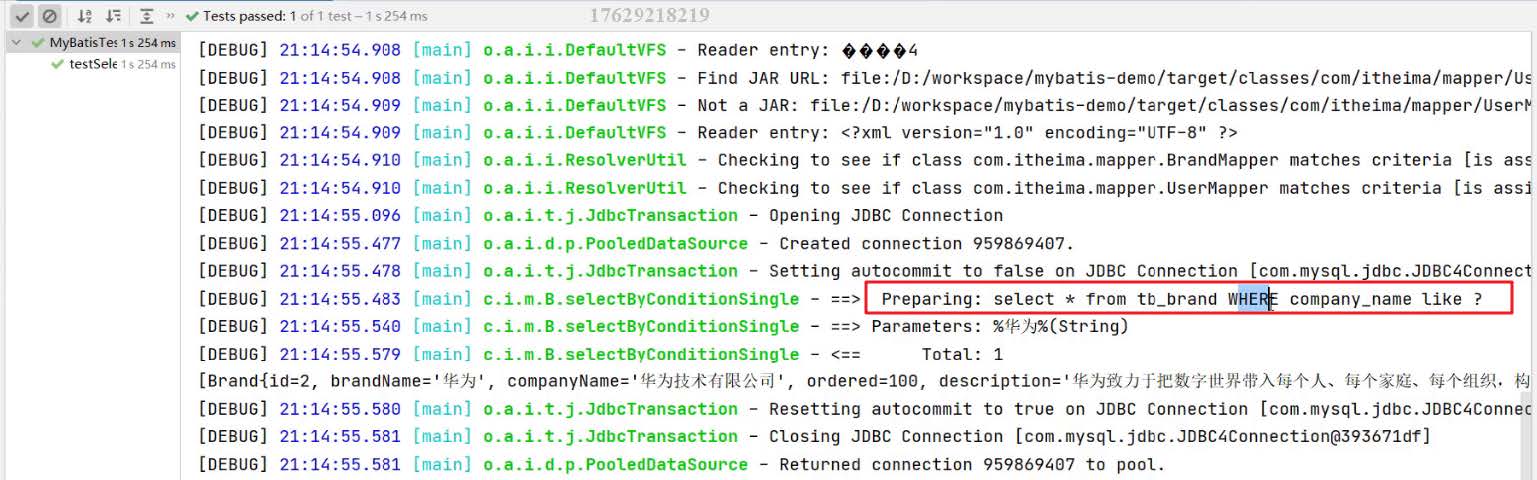 Tests passed: 1 of 1 test – 1 s 254 ms
17629218219
MyBatisTes 1 s 254 ms
testSele 1 s 254 ms
[DEBUG] 21:14:54.908 [main] o.a.i.i.DefaultVFS - Reader entry: ����4
[DEBUG] 21:14:54.908 [main] o.a.i.i.DefaultVFS - Find JAR URL: file:/D:/workspace/mybatis-demo/target/classes/com/itheima/mapper/Us
[DEBUG] 21:14:54.909 [main] o.a.i.i.DefaultVFS - Not a JAR: file:/D:/workspace/mybatis-demo/target/classes/com/itheima/mapper/UserM
[DEBUG] 21:14:54.909 [main] o.a.i.i.DefaultVFS - Reader entry: <?xml version="1.0" encoding="UTF-8" ?>
[DEBUG] 21:14:54.910 [main] o.a.i.i.ResolverUtil - Checking to see if class com.itheima.mapper.BrandMapper matches criteria [is ass
[DEBUG] 21:14:54.910 [main] o.a.i.i.ResolverUtil - Checking to see if class com.itheima.mapper.UserMapper matches criteria [is assi
[DEBUG] 21:14:55.096 [main] o.a.i.t.j.JdbcTransaction - Opening JDBC Connection
[DEBUG] 21:14:55.477 [main] o.a.i.d.p.PooledDataSource - Created connection 959869407.
[DEBUG] 21:14:55.478 [main] o.a.i.t.j.JdbcTransaction - Setting autocommit to false on JDBC Connection [com.mysql.jdbc.JDBC4Connect
[DEBUG] 21:14:55.483 [main] c.i.m.B.selectByConditionSingle - ==>  Preparing: select * from tb_brand WHERE company_name like ?
[DEBUG] 21:14:55.540 [main] c.i.m.B.selectByConditionSingle - ==> Parameters: %华为%(String)
[DEBUG] 21:14:55.579 [main] c.i.m.B.selectByConditionSingle - <==      Total: 1
[Brand{id=2, brandName='华为', companyName='华为技术有限公司', ordered=100, description='华为致力于把数字世界带入每个人、每个家庭、每个组织，构
[DEBUG] 21:14:55.580 [main] o.a.i.t.j.JdbcTransaction - Resetting autocommit to true on JDBC Connection [com.mysql.jdbc.JDBC4Connec
[DEBUG] 21:14:55.581 [main] o.a.i.t.j.JdbcTransaction - Closing JDBC Connection [com.mysql.jdbc.JDBC4Connection@393671df]
[DEBUG] 21:14:55.581 [main] o.a.i.d.p.PooledDataSource - Returned connection 959869407 to pool.